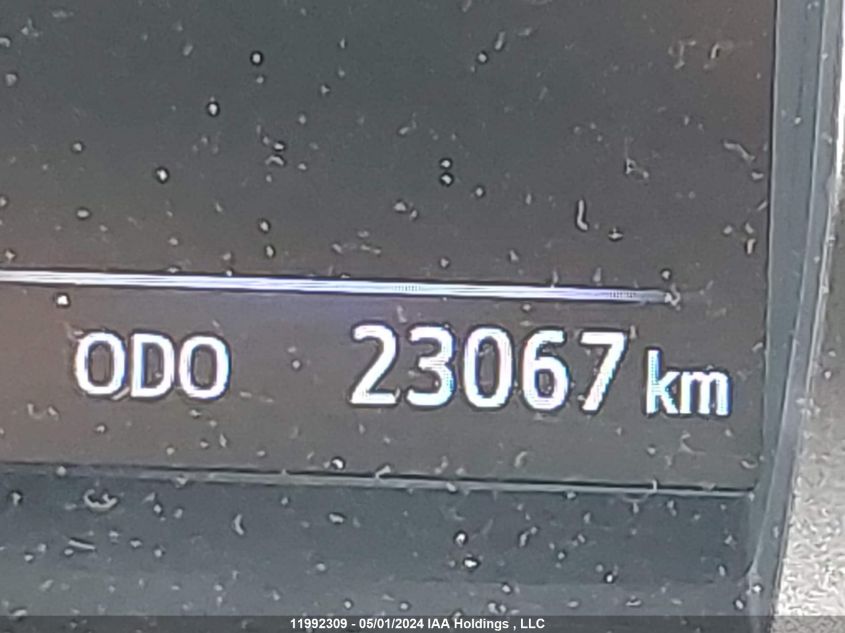 ODO 23067 km
11992309 - 05/01/2024 IAA Holdings , LLC